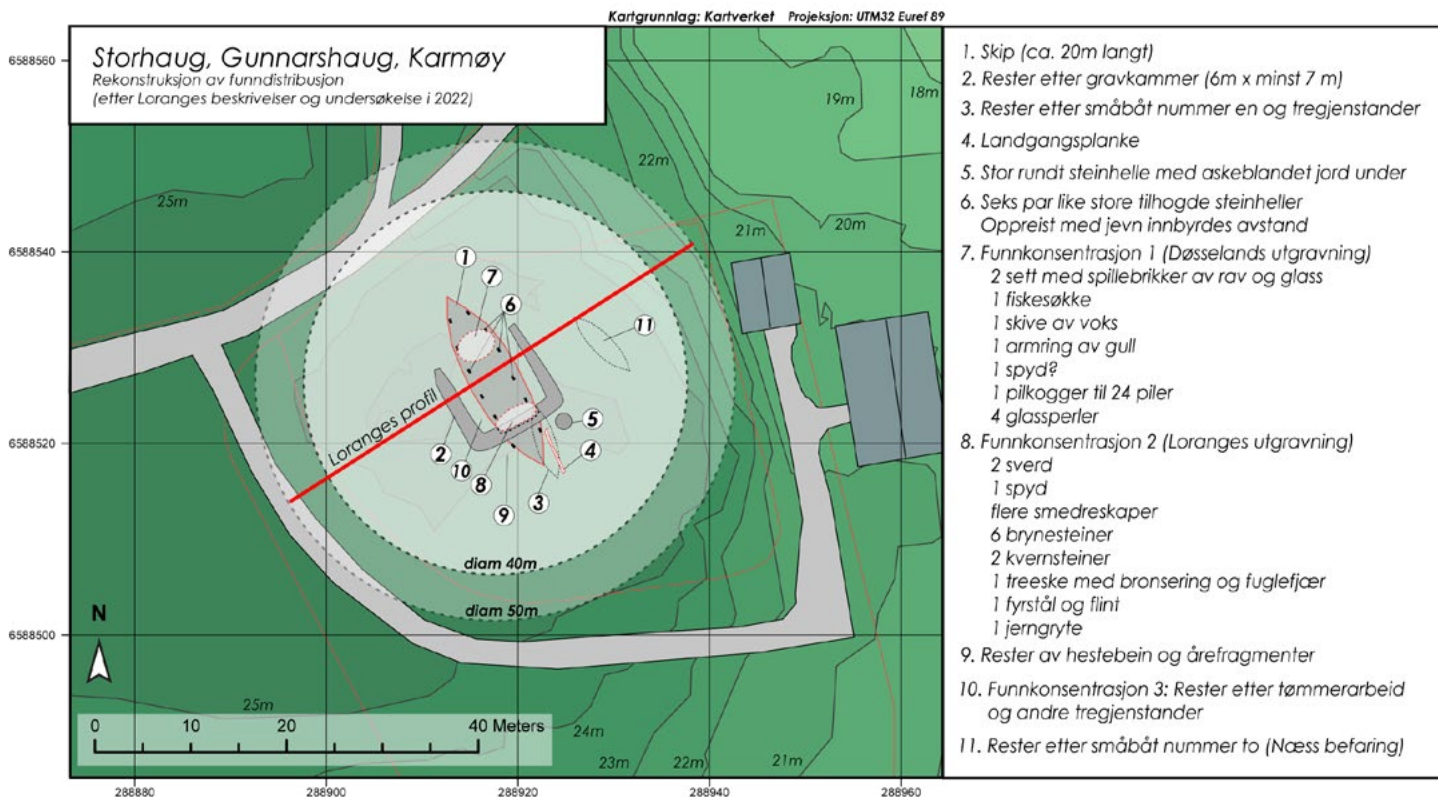 Kartgrunnlag: Kartverket Projeksjon: UTM32 Euref 89
Storhaug, Gunnarshaug, Karmøy
Rekonstruksjon av funndistribusjon
(etter Loranges beskrivelser og undersøkelse i 2022)
6588560
6588540
6588520
6588500
19m
18m
22m
25m
21m
20m
1
7
6
11
Loranges profil
2
10
8
9
3
4
5
diam 40m
diam 50m
N
25m
24m
23m
22m
21m
0 10 20 40 Meters
288880
288900
288920
288940
288960
1. Skip (ca. 20m langt)
2. Rester etter gravkammer (6m x minst 7 m)
3. Rester etter småbåt nummer en og tregjenstander
4. Landgangsplanke
5. Stor rundt steinhelle med askeblandet jord under
6. Seks par like store tilhogde steinheller
Oppreist med jevn innbyrdes avstand
7. Funnkonsentrasjon 1 (Døsselands utgravning)
2 sett med spillebrikker av rav og glass
1 fiskesøkke
1 skive av voks
1 armring av gull
1 spyd?
1 pilkogger til 24 piler
4 glassperler
8. Funnkonsentrasjon 2 (Loranges utgravning)
2 sverd
1 spyd
flere smedreskaper
6 brynesteiner
2 kvernsteiner
1 treeske med bronsering og fuglefjær
1 fyrstål og flint
1 jerngryte
9. Rester av hestebein og årefragmenter
10. Funnkonsentrasjon 3: Rester etter tømmerarbeid
og andre tregjenstander
11. Rester etter småbåt nummer to (Næss befaring)